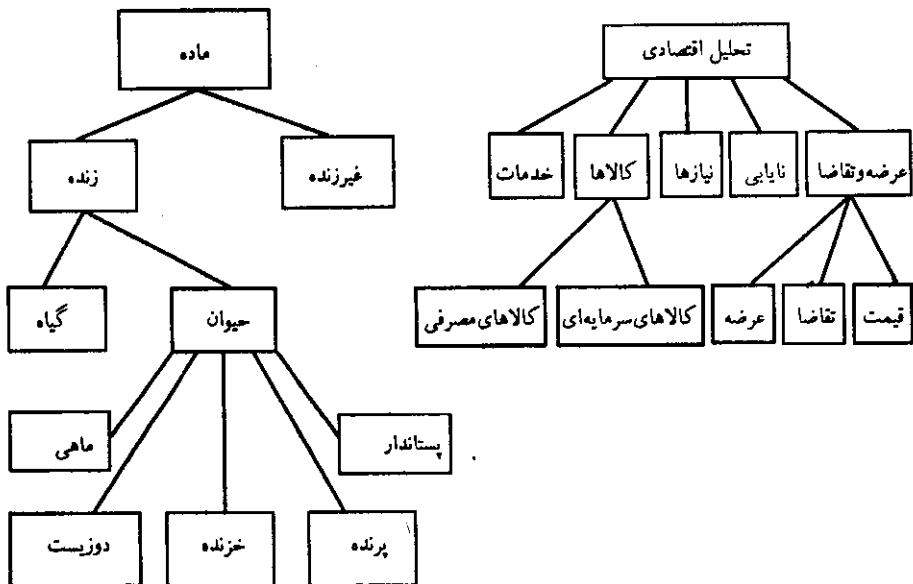 تحلیل اقتصادی
عرضه‌وتقاضا
نایابی
نیازها
کالاها
خدمات
قیمت
تقاضا
عرضه
کالاهای‌سرمایه‌ای
کالاهای‌مصرفی
ماده
غیرزنده
زنده
حیوان
گیاه
پستاندار
ماهی
پرنده
خزنده
دوزیست